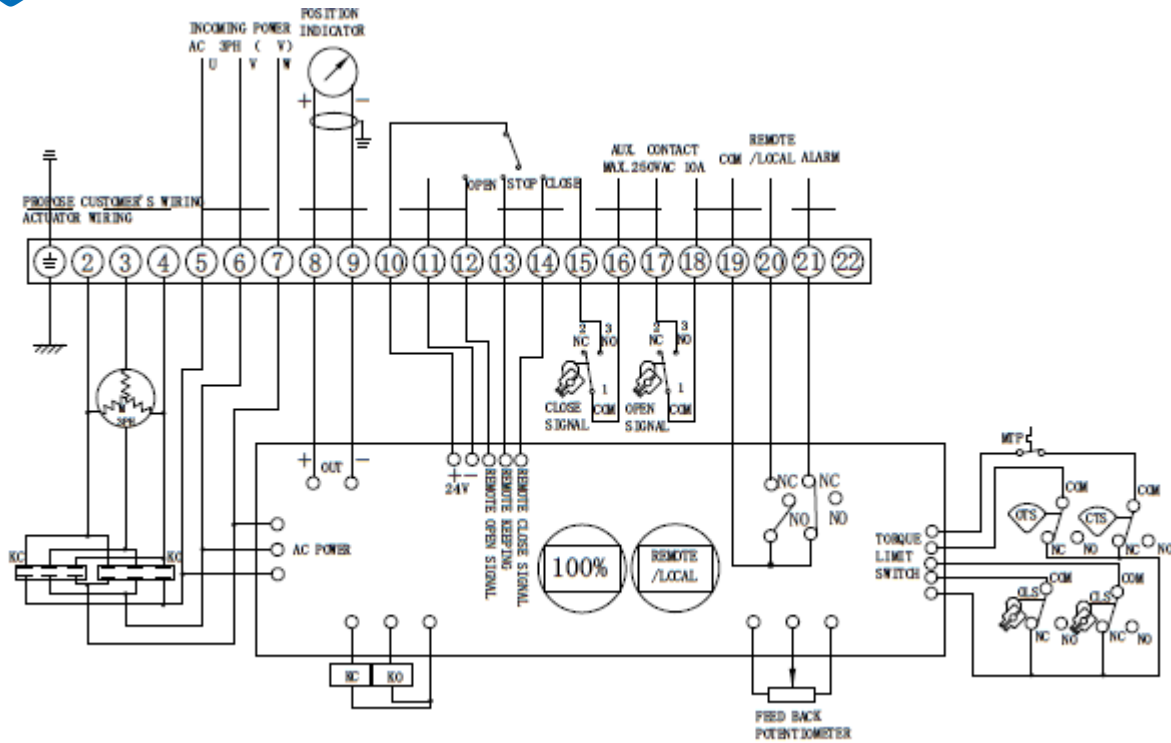 POSITION
INDICATOR
INCOMING POWER
AC 3PH ( V)
U V W
+ −
AUX. CONTACT
MAX.250VAC 10A
REMOTE
COM /LOCAL ALARM
OPEN STOP CLOSE
PROPOSE CUSTOMER'S WIRING
ACTUATOR WIRING
2 3 4 5 6 7 8 9 10 11 12 13 14 15 16 17 18 19 20 21 22
2 3
NC NO
1
COM
CLOSE
SIGNAL
2 3
NC NO
1
COM
OPEN
SIGNAL
M
3PH
KC KO
AC POWER
+ OUT −
+ −
24V
REMOTE OPEN SIGNAL
REMOTE KEEPING
REMOTE CLOSE SIGNAL
100%
REMOTE
/LOCAL
NC NC
NO NO
TORQUE
LIMIT
SWITCH
MTP
COM COM
OTS CTS
NC NO NC NO
COM COM
OLS CLS
NC NO NC NO
KC KO
FEED BACK
POTENTIOMETER